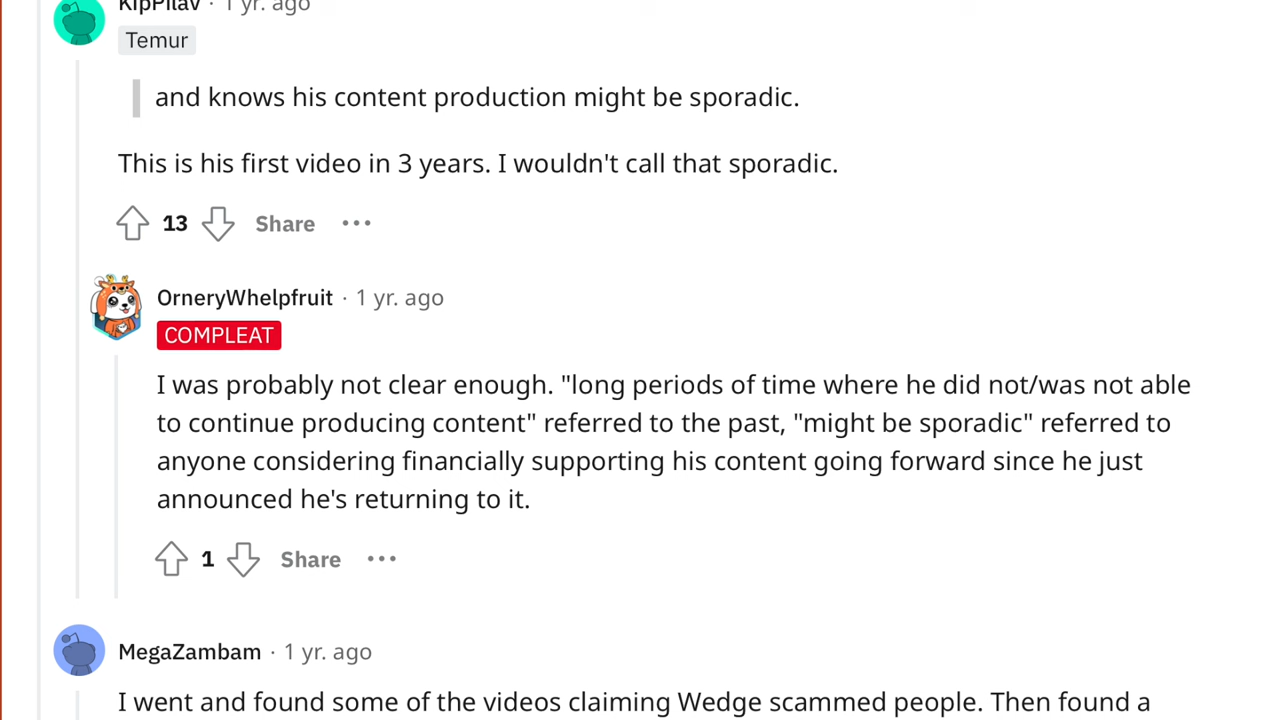 KipPilav · 1 yr. ago
Temur
and knows his content production might be sporadic.
This is his first video in 3 years. I wouldn't call that sporadic.
13 Share ...
OrneryWhelpfruit · 1 yr. ago
COMPLEAT
I was probably not clear enough. "long periods of time where he did not/was not able
to continue producing content" referred to the past, "might be sporadic" referred to
anyone considering financially supporting his content going forward since he just
announced he's returning to it.
1 Share ...
MegaZambam · 1 yr. ago
I went and found some of the videos claiming Wedge scammed people. Then found a